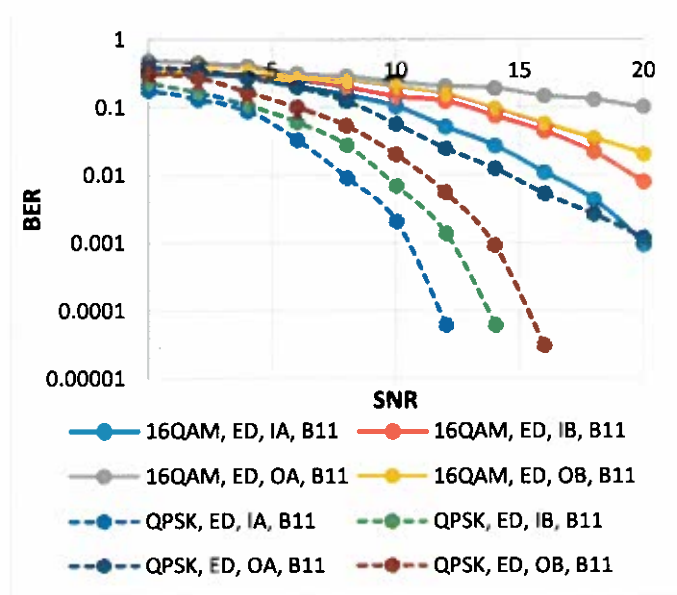 1
5 10 15 20
0.1
0.01
0.001
0.0001
0.00001
BER
SNR
16QAM, ED, IA, B11 16QAM, ED, IB, B11
16QAM, ED, OA, B11 16QAM, ED, OB, B11
QPSK, ED, IA, B11 QPSK, ED, IB, B11
QPSK, ED, OA, B11 QPSK, ED, OB, B11